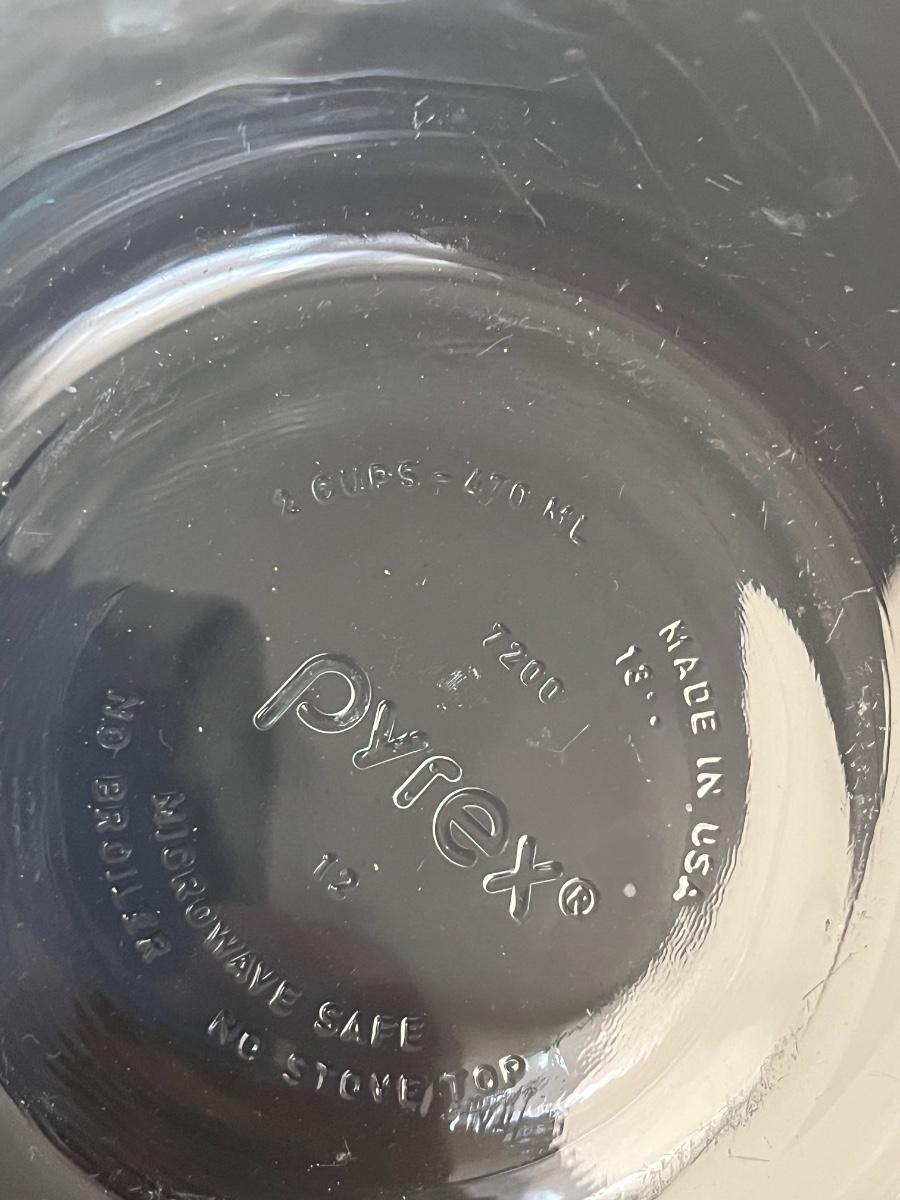 2 CUPS - 470 ML
7200
MADE IN USA
pyrex®
12
MICROWAVE SAFE
NO BROILER
NO STOVE TOP